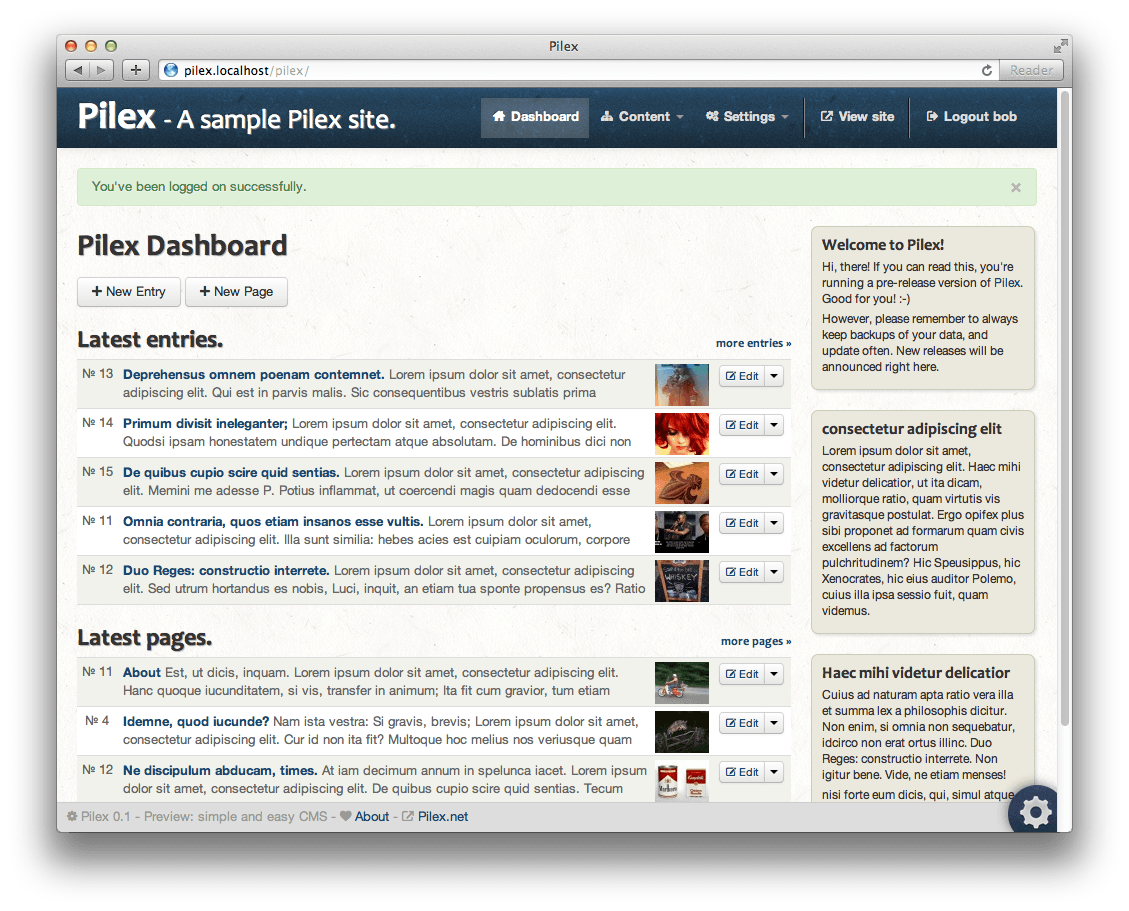 Pilex
pilex.localhost/pilex/
Reader
Pilex - A sample Pilex site.
Dashboard
Content
Settings
View site
Logout bob
You've been logged on successfully.
×
Pilex Dashboard
New Entry
New Page
Latest entries.
more entries »
№ 13 Deprehensus omnem poenam contemnet. Lorem ipsum dolor sit amet, consectetur
adipiscing elit. Qui est in parvis malis. Sic consequentibus vestris sublatis prima
Edit
№ 14 Primum divisit ineleganter; Lorem ipsum dolor sit amet, consectetur adipiscing elit.
Quodsi ipsam honestatem undique pertectam atque absolutam. De hominibus dici non
Edit
№ 15 De quibus cupio scire quid sentias. Lorem ipsum dolor sit amet, consectetur adipiscing
elit. Memini me adesse P. Potius inflammat, ut coercendi magis quam dedocendi esse
Edit
№ 11 Omnia contraria, quos etiam insanos esse vultis. Lorem ipsum dolor sit amet,
consectetur adipiscing elit. Illa sunt similia: hebes acies est cuipiam oculorum, corpore
Edit
№ 12 Duo Reges: constructio interrete. Lorem ipsum dolor sit amet, consectetur adipiscing
elit. Sed utrum hortandus es nobis, Luci, inquit, an etiam tua sponte propensus es? Ratio
WHISKEY
Edit
Latest pages.
more pages »
№ 11 About Est, ut dicis, inquam. Lorem ipsum dolor sit amet, consectetur adipiscing elit.
Hanc quoque iucunditatem, si vis, transfer in animum; Ita fit cum gravior, tum etiam
Edit
№ 4 Idemne, quod iucunde? Nam ista vestra: Si gravis, brevis; Lorem ipsum dolor sit amet,
consectetur adipiscing elit. Cur id non ita fit? Multoque hoc melius nos veriusque quam
Edit
№ 12 Ne discipulum abducam, times. At iam decimum annum in spelunca iacet. Lorem ipsum
dolor sit amet, consectetur adipiscing elit. De quibus cupio scire quid sentias. Tecum
Marlboro
Campbell's
Edit
Welcome to Pilex!
Hi, there! If you can read this, you're
running a pre-release version of Pilex.
Good for you! :-)
However, please remember to always
keep backups of your data, and
update often. New releases will be
announced right here.
consectetur adipiscing elit
Lorem ipsum dolor sit amet,
consectetur adipiscing elit. Haec mihi
videtur delicatior, ut ita dicam,
molliorque ratio, quam virtutis vis
gravitasque postulat. Ergo opifex plus
sibi proponet ad formarum quam civis
excellens ad factorum
pulchritudinem? Hic Speusippus, hic
Xenocrates, hic eius auditor Polemo,
cuius illa ipsa sessio fuit, quam
videmus.
Haec mihi videtur delicatior
Cuius ad naturam apta ratio vera illa
et summa lex a philosophis dicitur.
Non enim, si omnia non sequebatur,
idcirco non erat ortus illinc. Duo
Reges: constructio interrete. Non
igitur bene. Vide, ne etiam menses!
nisi forte eum dicis, qui, simul atque
Pilex 0.1 - Preview: simple and easy CMS - About - Pilex.net